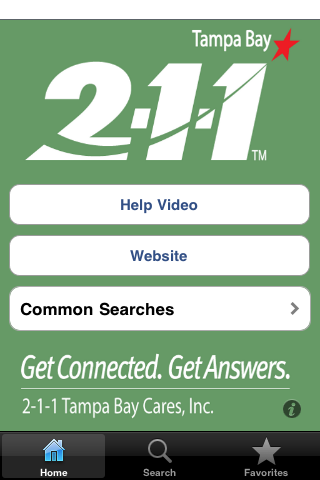 Tampa Bay
2-1-1
TM
Help Video
Website
Common Searches
Get Connected. Get Answers.
2-1-1 Tampa Bay Cares, Inc.
i
Home Search Favorites